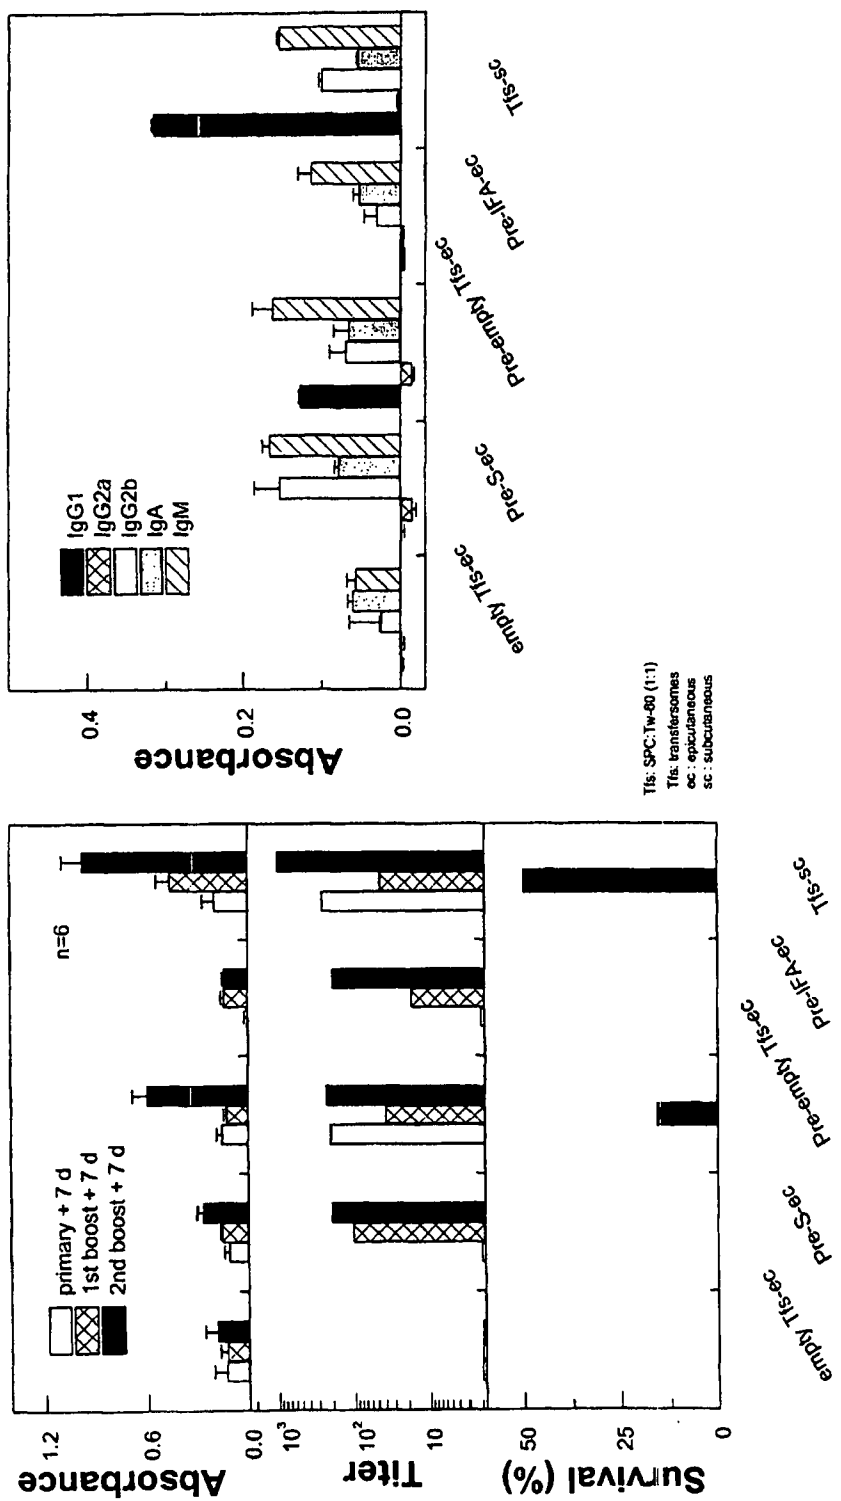 Absorbance
1.2
0.6
0.0
primary + 7 d
1st boost + 7 d
2nd boost + 7 d
n=6
Titer
10³
10²
10
Survival (%)
50
25
0
empty Tfs-ec
Pre-S-ec
Pre-empty Tfs-ec
Pre-IFA-ec
Tfs-sc
Absorbance
0.4
0.2
0.0
IgG1
IgG2a
IgG2b
IgA
IgM
empty Tfs-ec
Pre-S-ec
Pre-empty Tfs-ec
Pre-IFA-ec
Tfs-sc
Tfs: SPC:Tw-80 (1:1)
Tfs: transfersomes
ec : epicutaneous
sc : subcutaneous